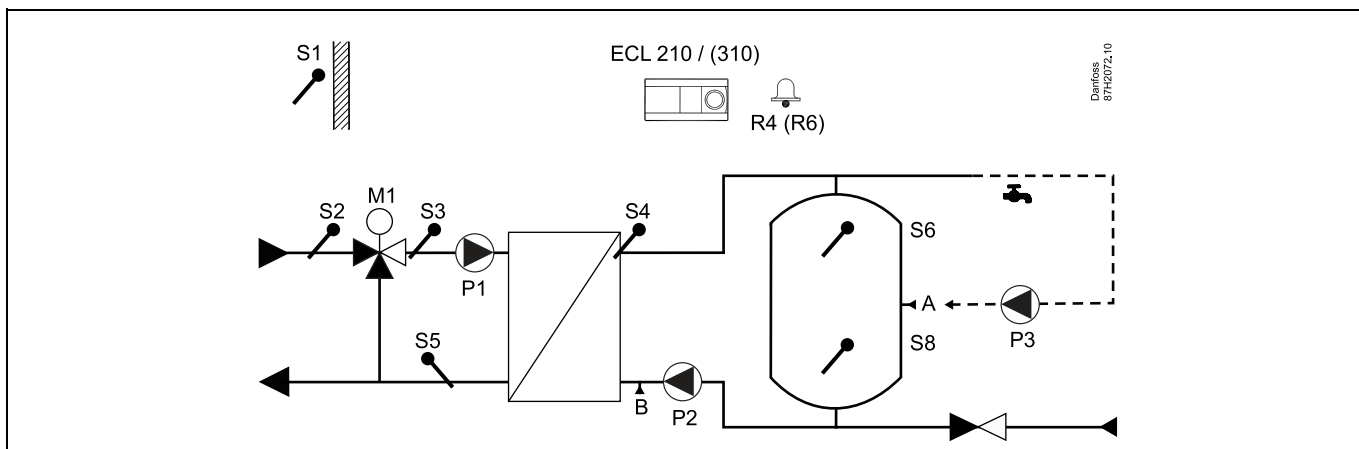 S1
ECL 210 / (310)
R4 (R6)
Danfoss
87H2072.10
S2
M1
S3
P1
S4
S5
S6
A
P3
S8
B
P2